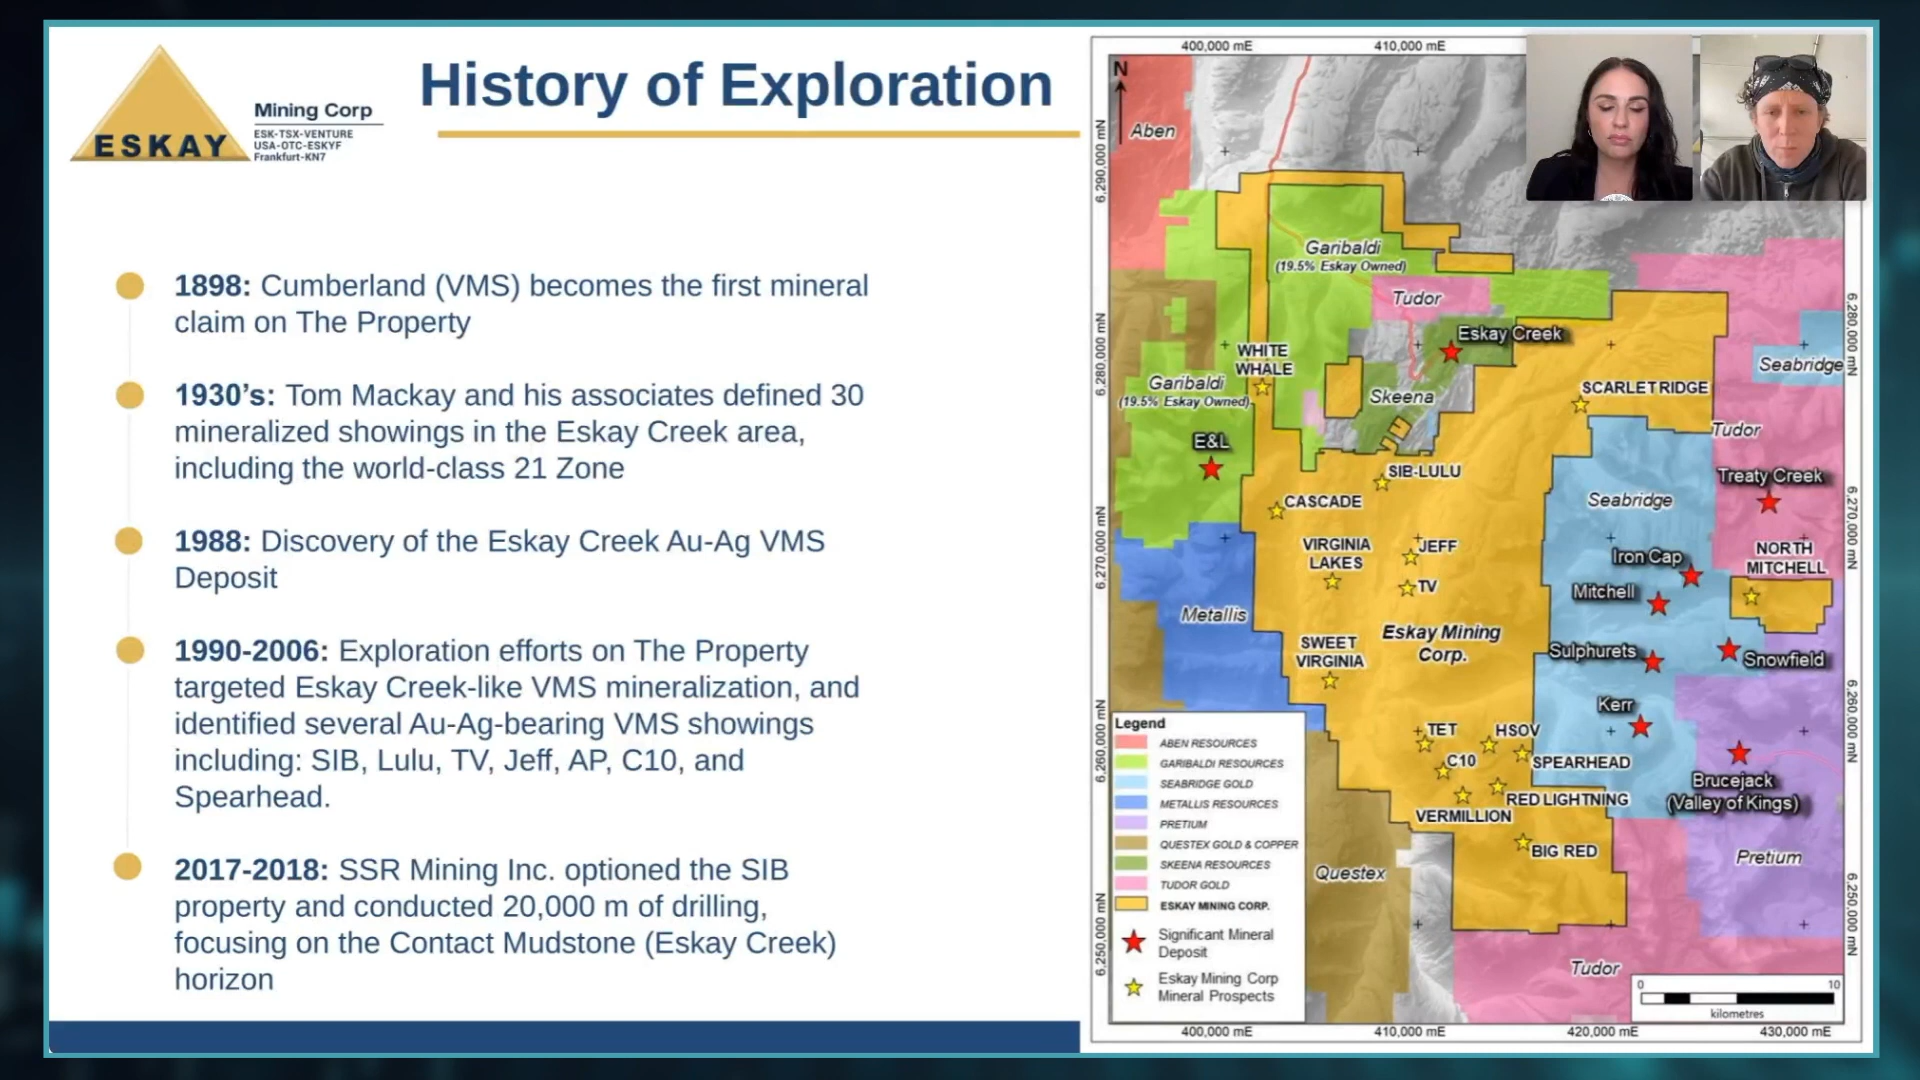 ESKAY
Mining Corp
ESK-TSX-VENTURE
USA-OTC-ESKYF
Frankfurt-KN7
History of Exploration
1898: Cumberland (VMS) becomes the first mineral
claim on The Property
1930’s: Tom Mackay and his associates defined 30
mineralized showings in the Eskay Creek area,
including the world-class 21 Zone
1988: Discovery of the Eskay Creek Au-Ag VMS
Deposit
1990-2006: Exploration efforts on The Property
targeted Eskay Creek-like VMS mineralization, and
identified several Au-Ag-bearing VMS showings
including: SIB, Lulu, TV, Jeff, AP, C10, and
Spearhead.
2017-2018: SSR Mining Inc. optioned the SIB
property and conducted 20,000 m of drilling,
focusing on the Contact Mudstone (Eskay Creek)
horizon
400,000 mE
410,000 mE
N
Aben
6,290,000 mN
Garibaldi
(19.5% Eskay Owned)
Tudor
Eskay Creek
6,280,000 mN
6,280,000 mN
WHITE
WHALE
Seabridge
Garibaldi
(19.5% Eskay Owned)
Skeena
SCARLET RIDGE
Tudor
E&L
SIB-LULU
Treaty Creek
CASCADE
Seabridge
6,270,000 mN
6,270,000 mN
VIRGINIA
LAKES
JEFF
TV
Iron Cap
NORTH
MITCHELL
Mitchell
Metallis
Eskay Mining
Corp.
SWEET
VIRGINIA
Sulphurets
Snowfield
Kerr
6,260,000 mN
6,260,000 mN
TET
HSOV
C10
SPEARHEAD
Brucejack
(Valley of Kings)
RED LIGHTNING
VERMILLION
BIG RED
Pretium
Questex
6,250,000 mN
6,250,000 mN
Tudor
Legend
ABEN RESOURCES
GARIBALDI RESOURCES
SEABRIDGE GOLD
METALLIS RESOURCES
PRETIUM
QUESTEX GOLD & COPPER
SKEENA RESOURCES
TUDOR GOLD
ESKAY MINING CORP.
Significant Mineral
Deposit
Eskay Mining Corp
Mineral Prospects
0
10
kilometres
400,000 mE
410,000 mE
420,000 mE
430,000 mE